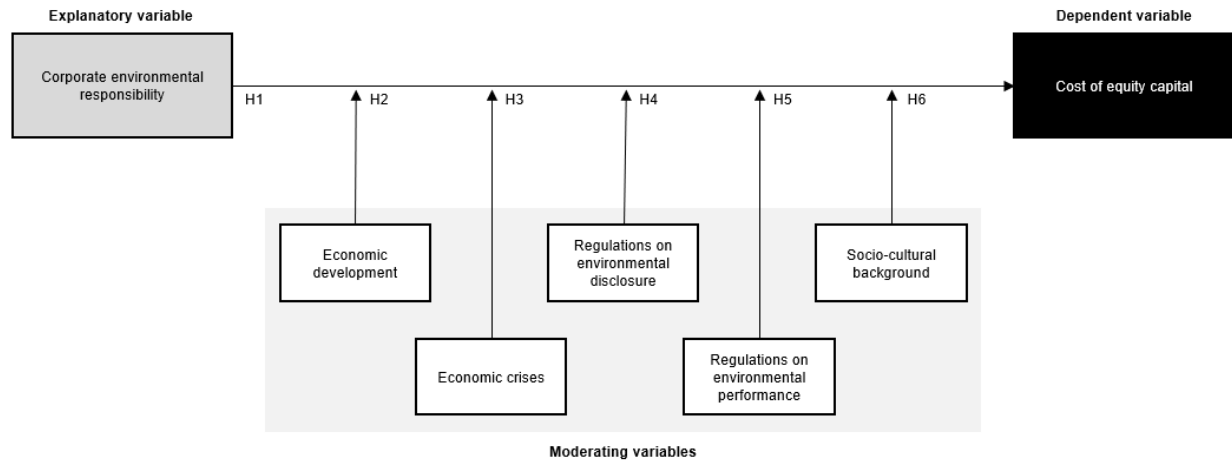 Explanatory variable
Dependent variable
Corporate environmental
responsibility
Cost of equity capital
H1
H2
H3
H4
H5
H6
Economic
development
Regulations on
environmental
disclosure
Socio-cultural
background
Economic crises
Regulations on
environmental
performance
Moderating variables